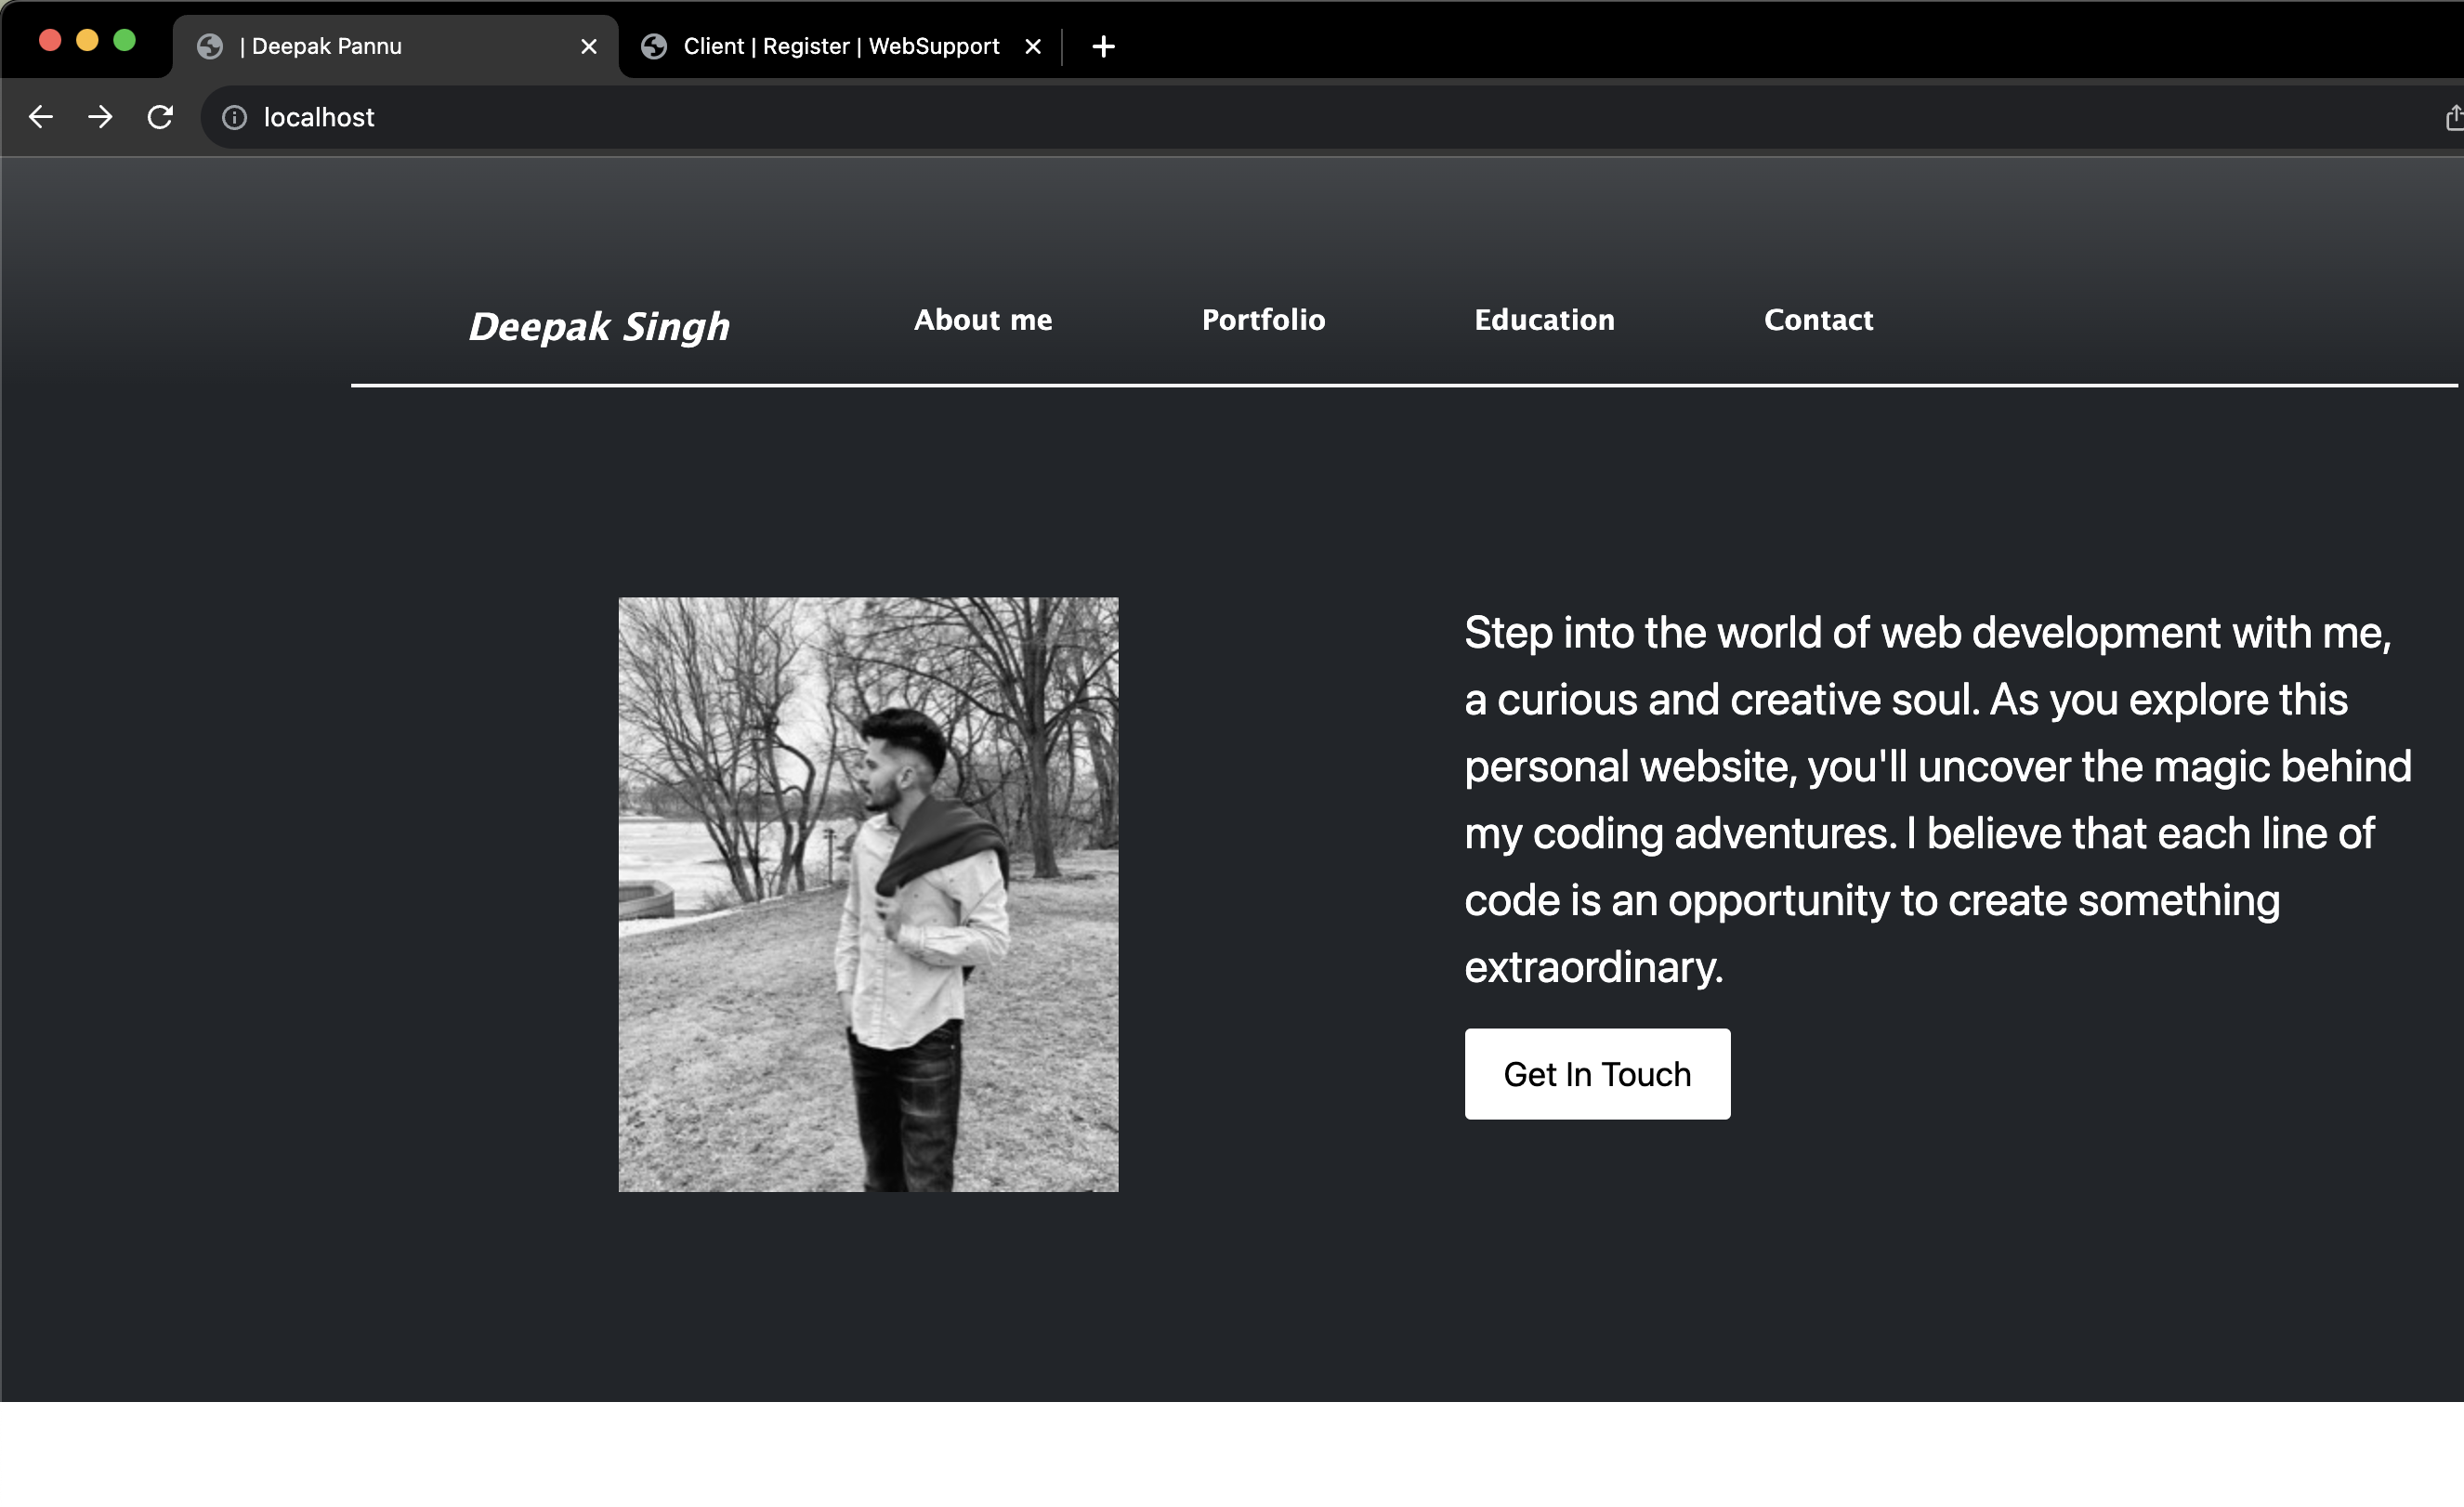 | Deepak Pannu
Client | Register | WebSupport
localhost
Deepak Singh
About me
Portfolio
Education
Contact
Step into the world of web development with me,
a curious and creative soul. As you explore this
personal website, you'll uncover the magic behind
my coding adventures. I believe that each line of
code is an opportunity to create something
extraordinary.
Get In Touch